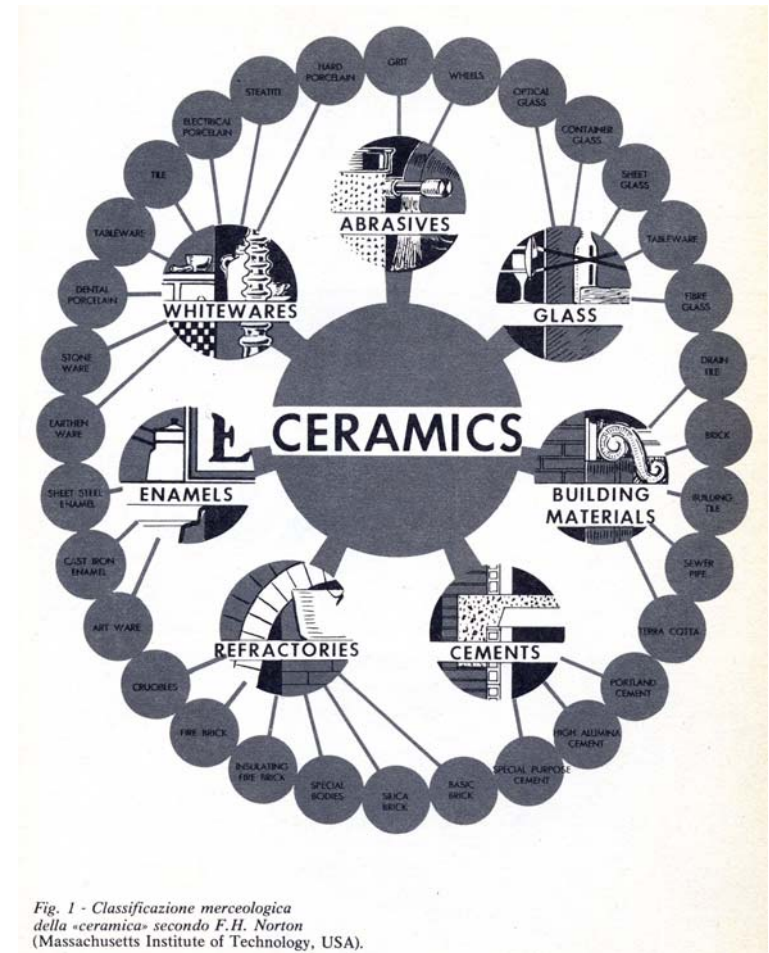 HARD
PORCELAIN
GRIT
WHEELS
STEATITE
OPTICAL
GLASS
ELECTRICAL
PORCELAIN
CONTAINER
GLASS
TILE
SHEET
GLASS
TABLEWARE
TABLEWARE
DENTAL
PORCELAIN
FIBRE
GLASS
STONE
WARE
DRAIN
TILE
EARTHEN
WARE
BRICK
SHEET STEEL
ENAMEL
BUILDING
TILE
CAST IRON
ENAMEL
SEWER
PIPE
ART WARE
TERRA COTTA
CRUCIBLES
PORTLAND
CEMENT
FIRE BRICK
HIGH ALUMINA
CEMENT
INSULATING
FIRE BRICK
SPECIAL
BODIES
SILICA
BRICK
BASIC
BRICK
SPECIAL PURPOSE
CEMENT
ABRASIVES
WHITEWARES
GLASS
CERAMICS
E
ENAMELS
BUILDING
MATERIALS
REFRACTORIES
CEMENTS
Fig. 1 - Classificazione merceologica
della «ceramica» secondo F.H. Norton
(Massachusetts Institute of Technology, USA).